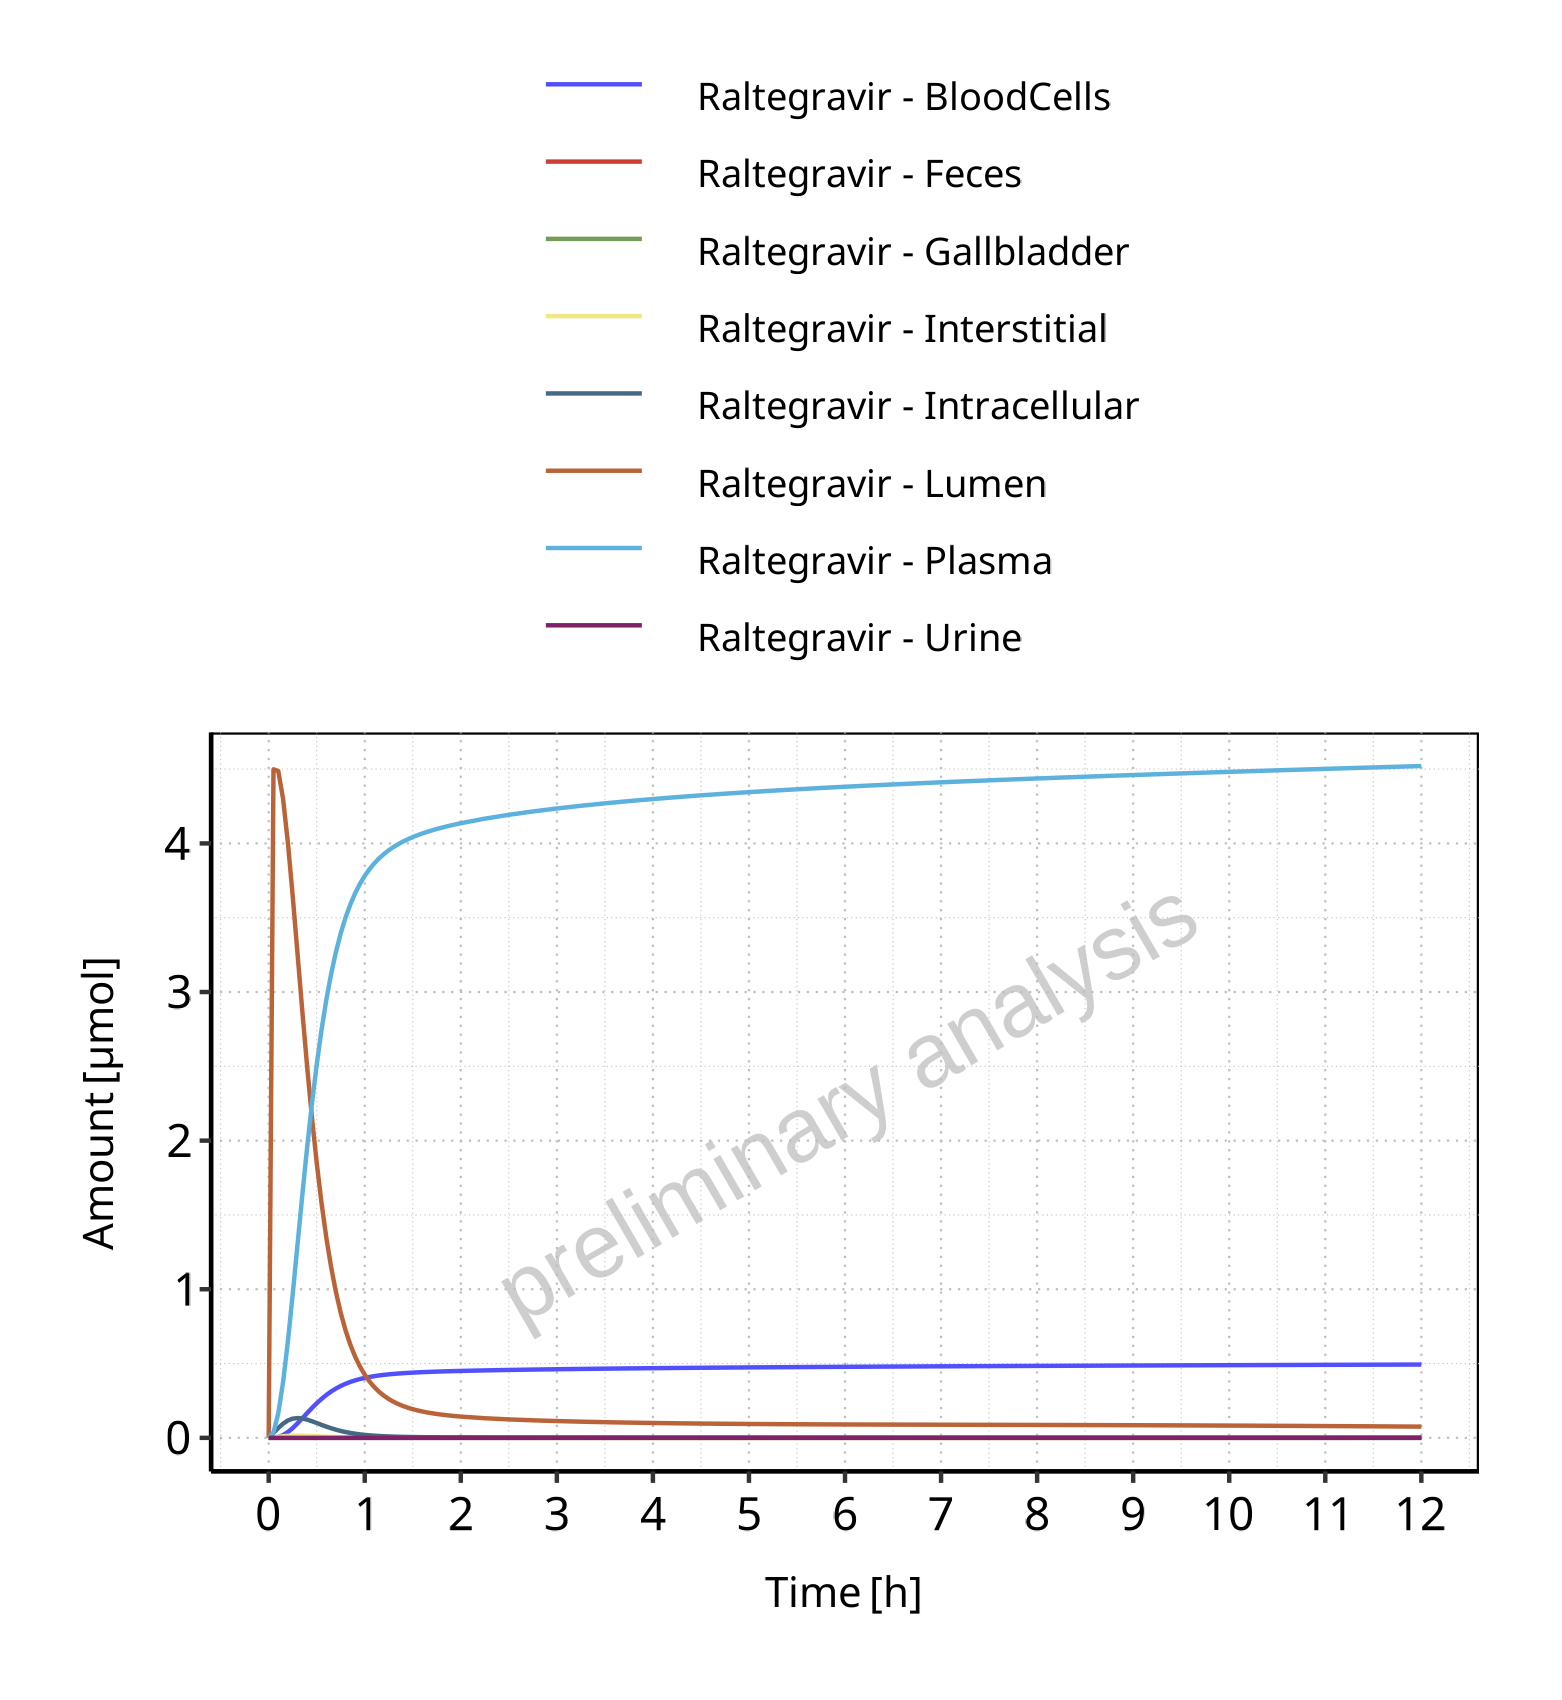 Raltegravir - BloodCells
Raltegravir - Feces
Raltegravir - Gallbladder
Raltegravir - Interstitial
Raltegravir - Intracellular
Raltegravir - Lumen
Raltegravir - Plasma
Raltegravir - Urine
4
3
2
1
0
Amount [µmol]
preliminary analysis
0 1 2 3 4 5 6 7 8 9 10 11 12
Time [h]